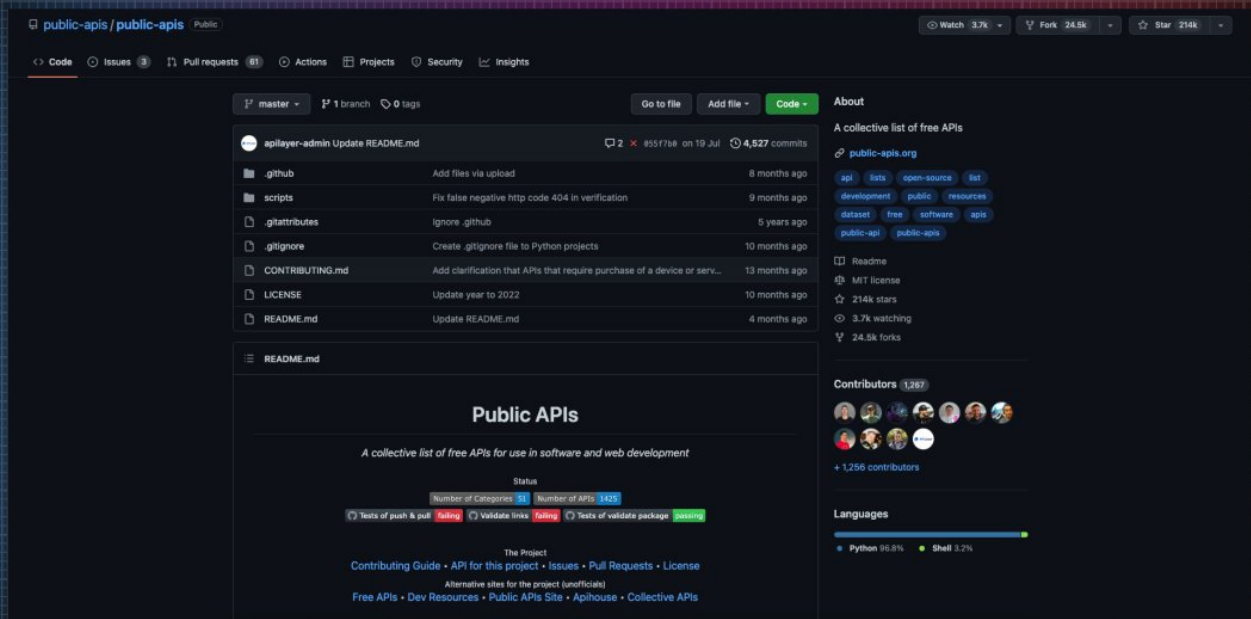 public-apis / public-apis Public
Watch 3.7k
Fork 24.5k
Star 214k
<> Code
Issues 3
Pull requests 61
Actions
Projects
Security
Insights
master
1 branch
0 tags
Go to file
Add file
Code
apilayer-admin Update README.md
2 × 055f7b0 on 19 Jul 4,527 commits
.github Add files via upload 8 months ago
scripts Fix false negative http code 404 in verification 9 months ago
.gitattributes Ignore .github 5 years ago
.gitignore Create .gitignore file to Python projects 10 months ago
CONTRIBUTING.md Add clarification that APIs that require purchase of a device or serv... 13 months ago
LICENSE Update year to 2022 10 months ago
README.md Update README.md 4 months ago
README.md
Public APIs
A collective list of free APIs for use in software and web development
Status
Number of Categories 51 Number of APIs 1425
Tests of push & pull failing Validate links failing Tests of validate package passing
The Project
Contributing Guide • API for this project • Issues • Pull Requests • License
Alternative sites for the project (unofficials)
Free APIs • Dev Resources • Public APIs Site • Apihouse • Collective APIs
About
A collective list of free APIs
public-apis.org
api lists open-source list
development public resources
dataset free software apis
public-api public-apis
Readme
MIT license
214k stars
3.7k watching
24.5k forks
Contributors 1,267
+ 1,256 contributors
Languages
Python 96.8% Shell 3.2%